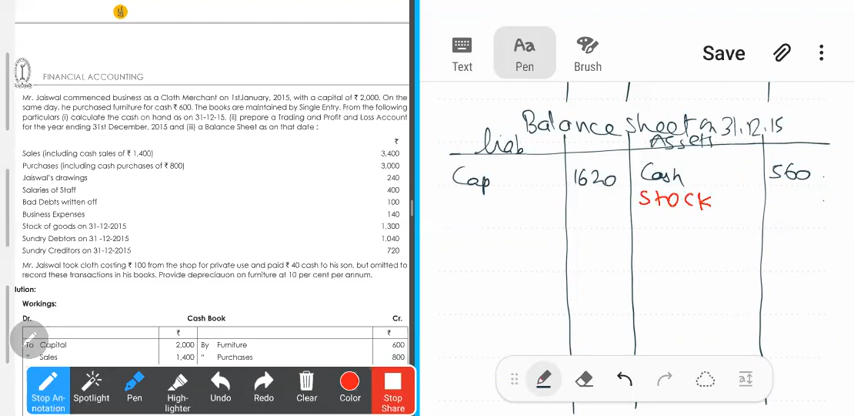 FINANCIAL ACCOUNTING
Mr. Jaiswal commenced business as a Cloth Merchant on 1stJanuary, 2015, with a capital of ₹ 2,000. On the
same day, he purchased furniture for cash ₹ 600. The books are maintained by Single Entry. From the following
particulars (i) calculate the cash on hand as on 31-12-15. (ii) prepare a Trading and Profit and Loss Account
for the year ending 31st December, 2015 and (iii) a Balance Sheet as on that date :
₹
Sales (including cash sales of ₹ 1,400) 3,400
Purchases (including cash purchases of ₹ 800) 3,000
Jaiswal's drawings 240
Salaries of Staff 400
Bad Debts written off 100
Business Expenses 140
Stock of goods on 31-12-2015 1,300
Sundry Debtors on 31 -12-2015 1,040
Sundry Creditors on 31-12-2015 720
Mr. Jaiswal took cloth costing ₹ 100 from the shop for private use and paid ₹ 40 cash to his son, but omitted to
record these transactions in his books. Provide depreciauon on furniture at 10 per cent per annum.
lution:
Workings:
Dr. Cash Book Cr.
₹ ₹
To Capital 2,000 By Furniture 600
" Sales 1,400 " Purchases 800
Stop An-
notation
Spotlight
Pen
High-
lighter
Undo
Redo
Clear
Color
Stop
Share
Text
Aa
Pen
Brush
Save
Balance sheet on 31.12.15
liab Assets
Cap 1620 Cash 560
Stock